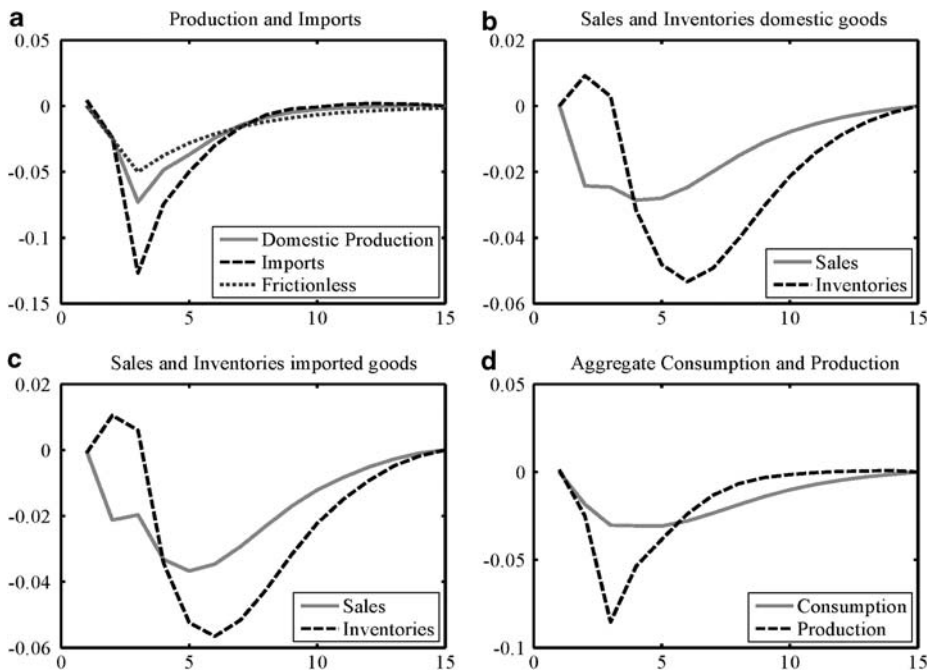 a
Production and Imports
0.05
0
-0.05
-0.1
-0.15
0
5
10
15
Domestic Production
Imports
Frictionless
b
Sales and Inventories domestic goods
0.02
0
-0.02
-0.04
-0.06
0
5
10
15
Sales
Inventories
c
Sales and Inventories imported goods
0.02
0
-0.02
-0.04
-0.06
0
5
10
15
Sales
Inventories
d
Aggregate Consumption and Production
0.05
0
-0.05
-0.1
0
5
10
15
Consumption
Production